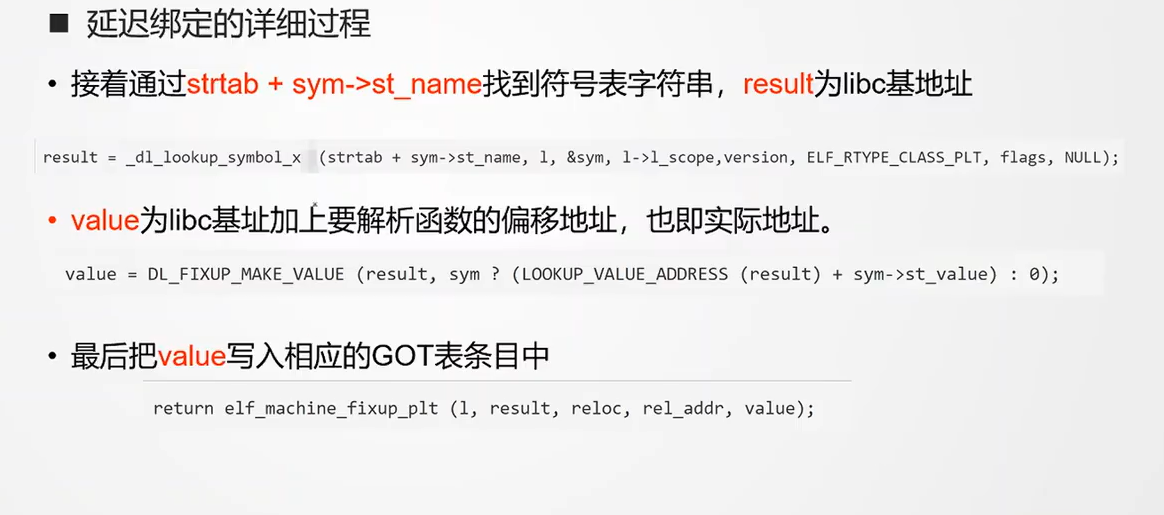 ■ 延迟绑定的详细过程
• 接着通过strtab + sym->st_name找到符号表字符串，result为libc基地址
result = _dl_lookup_symbol_x (strtab + sym->st_name, l, &sym, l->l_scope,version, ELF_RTYPE_CLASS_PLT, flags, NULL);
• value为libc基址加上要解析函数的偏移地址，也即实际地址。
value = DL_FIXUP_MAKE_VALUE (result, sym ? (LOOKUP_VALUE_ADDRESS (result) + sym->st_value) : 0);
• 最后把value写入相应的GOT表条目中
return elf_machine_fixup_plt (l, result, reloc, rel_addr, value);